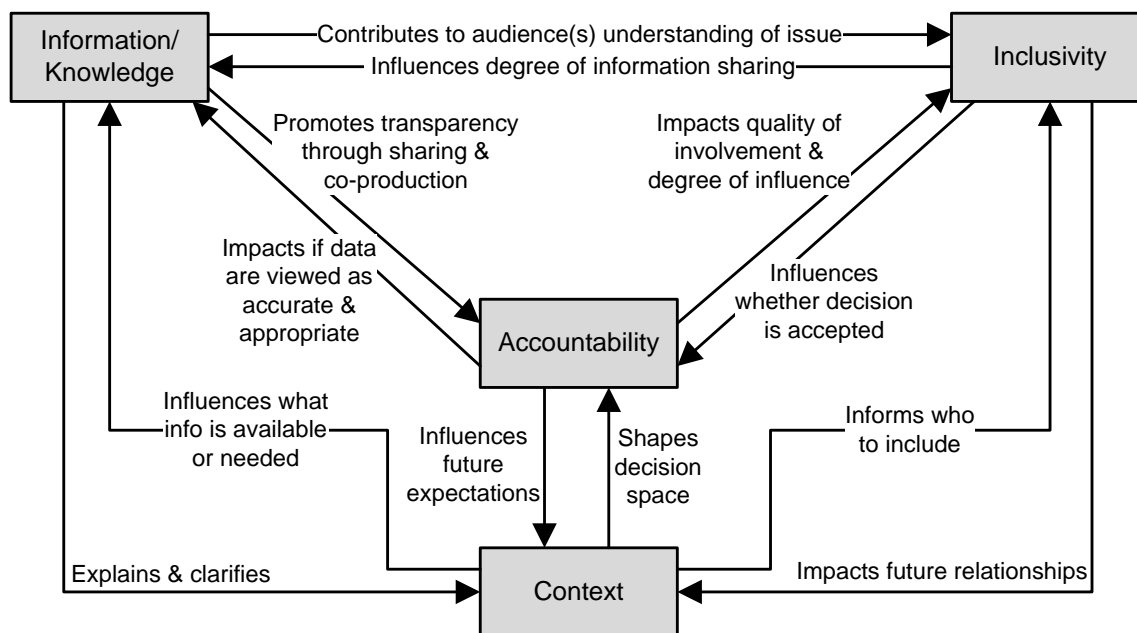 Information/
Knowledge
Contributes to audience(s) understanding of issue
Influences degree of information sharing
Inclusivity
Promotes transparency
through sharing &
co-production
Impacts quality of
involvement &
degree of influence
Impacts if data
are viewed as
accurate &
appropriate
Influences
whether decision
is accepted
Accountability
Influences what
info is available
or needed
Influences
future
expectations
Shapes
decision
space
Informs who
to include
Explains & clarifies
Context
Impacts future relationships